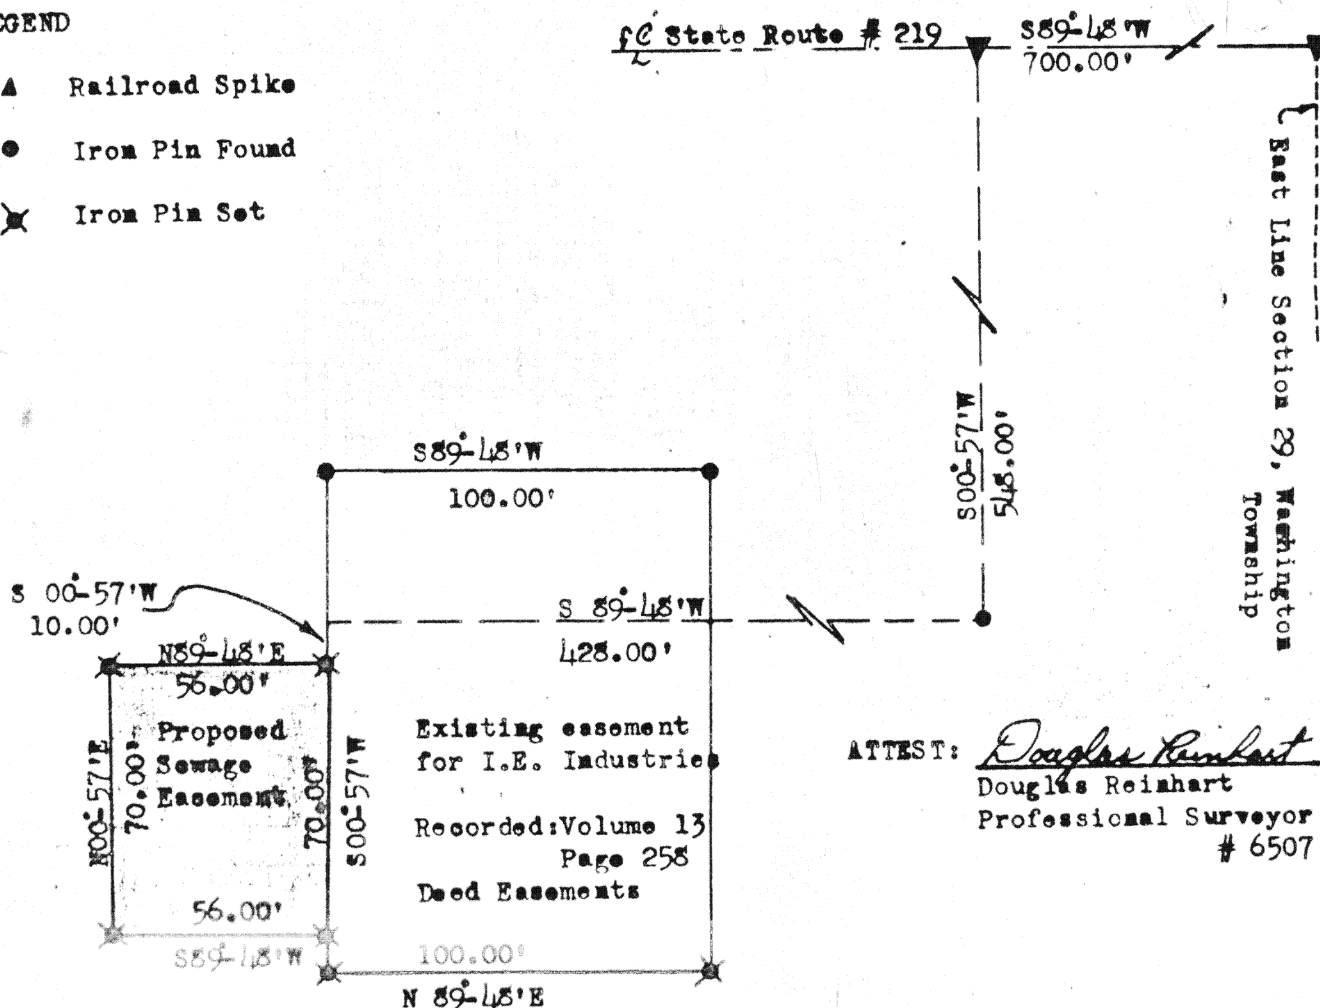 EGEND
Railroad Spike
Iron Pin Found
Iron Pin Set
℄ State Route # 219
S89°-48'W
700.00'
East Line Section 29, Washington
Township
S00°-57'W
548.00'
S89°-48'W
100.00'
S 00°-57'W
10.00'
S 89°-48'W
428.00'
N89°-48'E
56.00'
Proposed
Sewage
Easement
N00°-57'E
70.00'
70.00'
S00°-57'W
56.00'
S89°-48'W
Existing easement
for I.E. Industries
Recorded:Volume 13
Page 258
Deed Easements
100.00'
N 89°-48'E
ATTEST: Douglas Reinhart
Douglas Reinhart
Professional Surveyor
# 6507